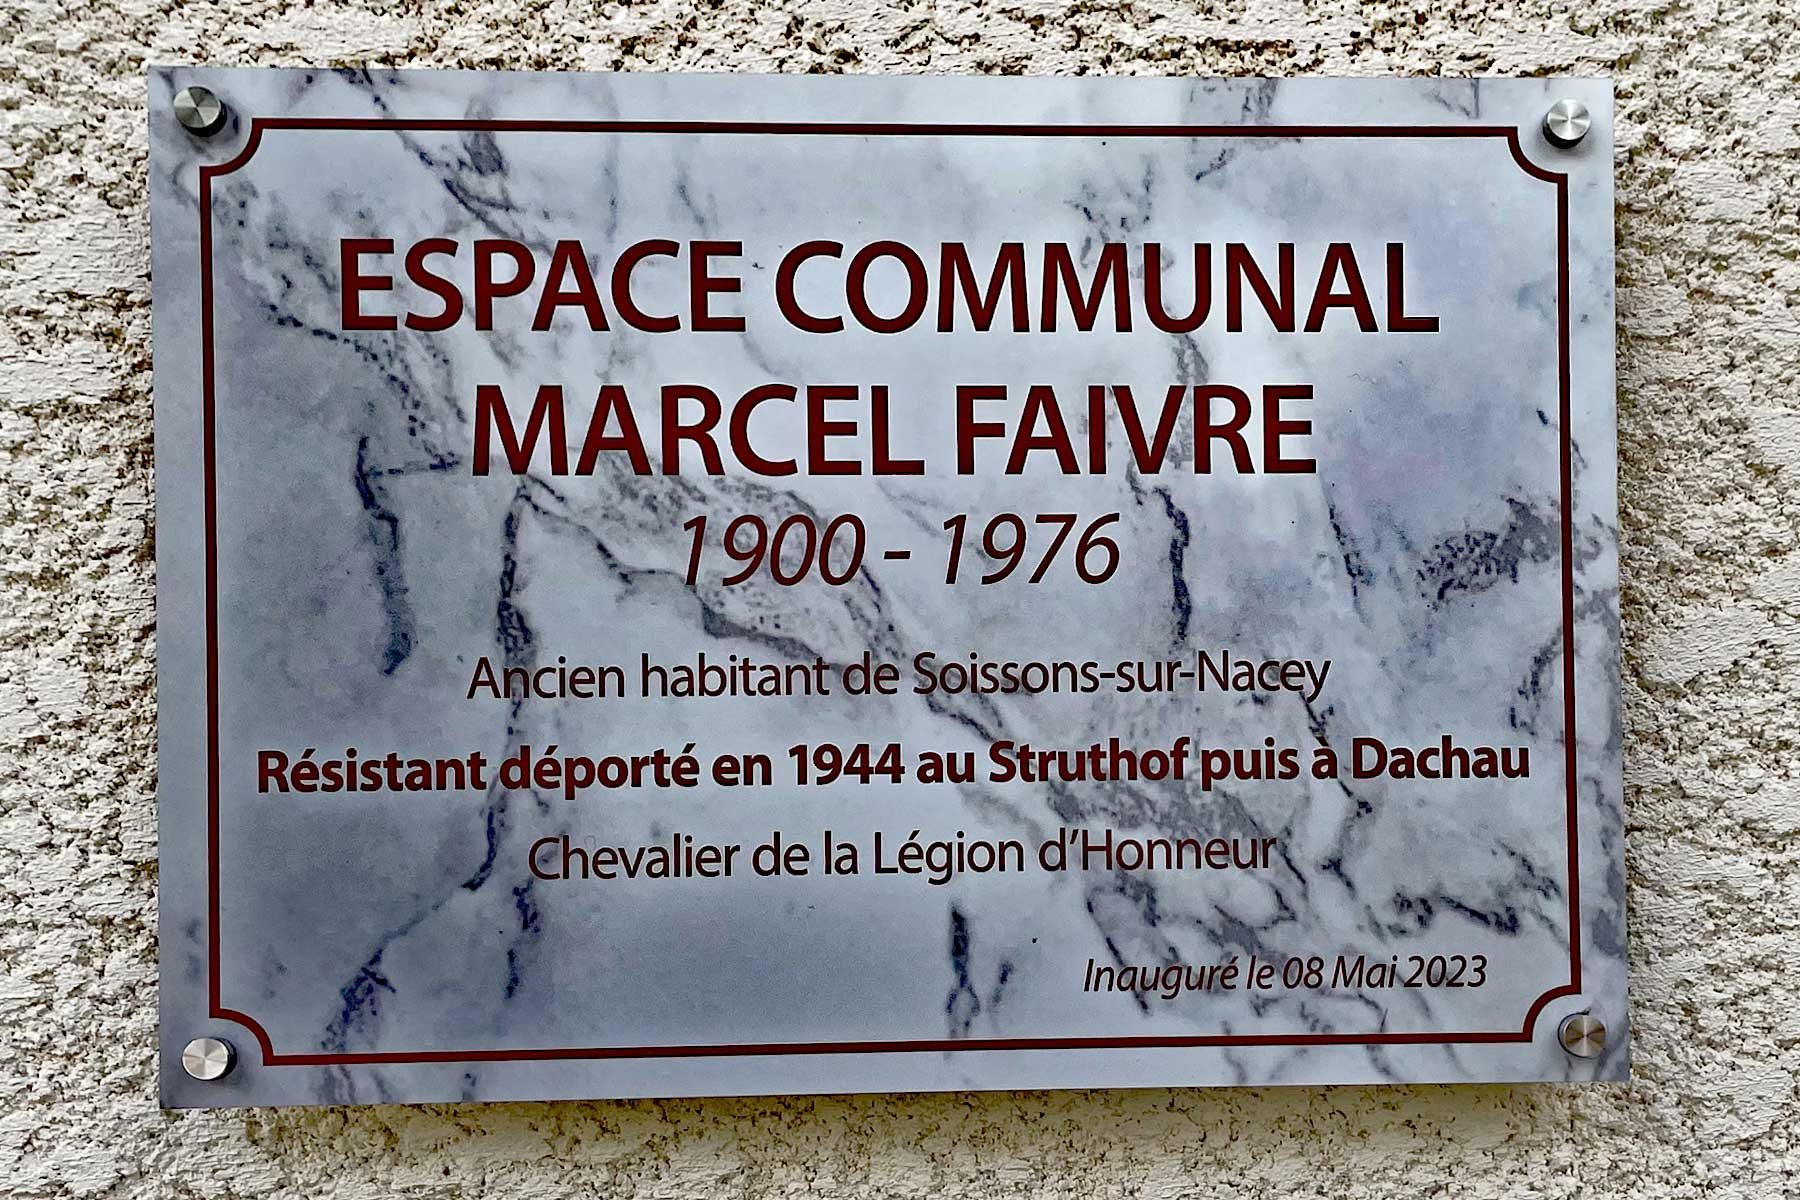 ESPACE COMMUNAL
MARCEL FAIVRE
1900 - 1976
Ancien habitant de Soissons-sur-Nacey
Résistant déporté en 1944 au Struthof puis à Dachau
Chevalier de la Légion d'Honneur
Inauguré le 08 Mai 2023